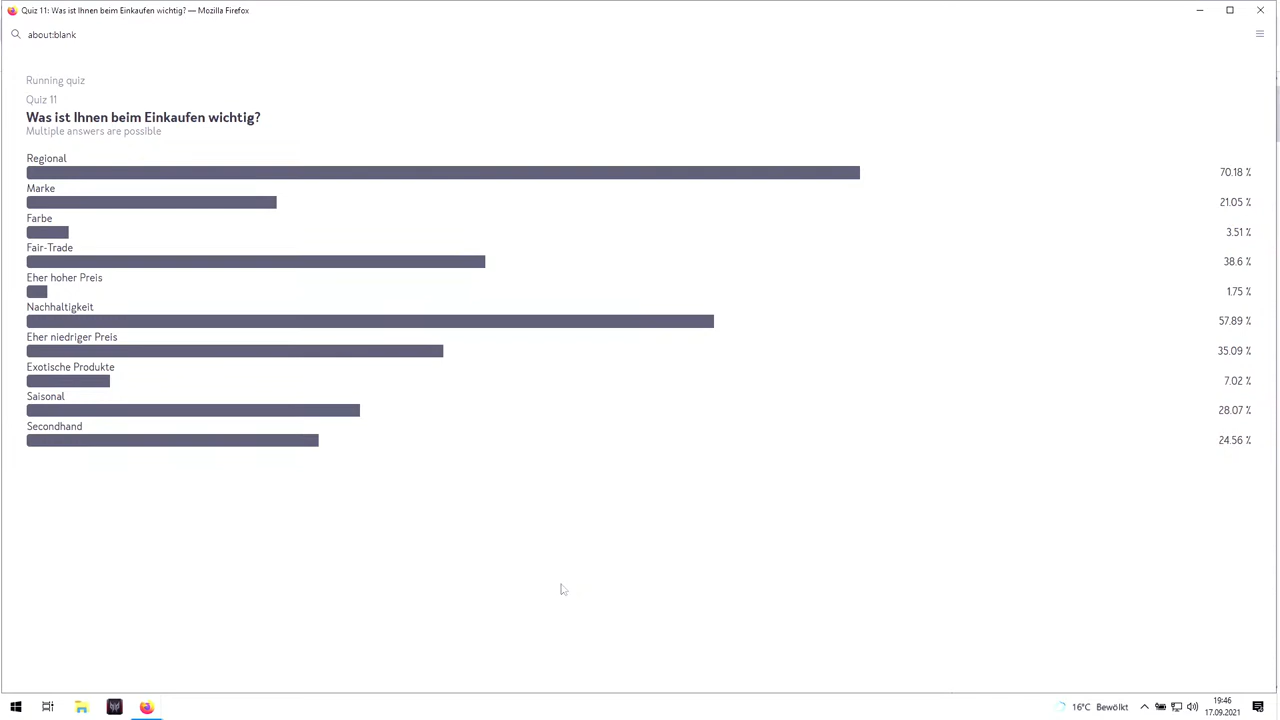 Quiz 11: Was ist Ihnen beim Einkaufen wichtig? — Mozilla Firefox
about:blank
Running quiz
Quiz 11
Was ist Ihnen beim Einkaufen wichtig?
Multiple answers are possible
Regional
70.18 %
Marke
21.05 %
Farbe
3.51 %
Fair-Trade
38.6 %
Eher hoher Preis
1.75 %
Nachhaltigkeit
57.89 %
Eher niedriger Preis
35.09 %
Exotische Produkte
7.02 %
Saisonal
28.07 %
Secondhand
24.56 %
16°C Bewölkt
19:46
17.09.2021